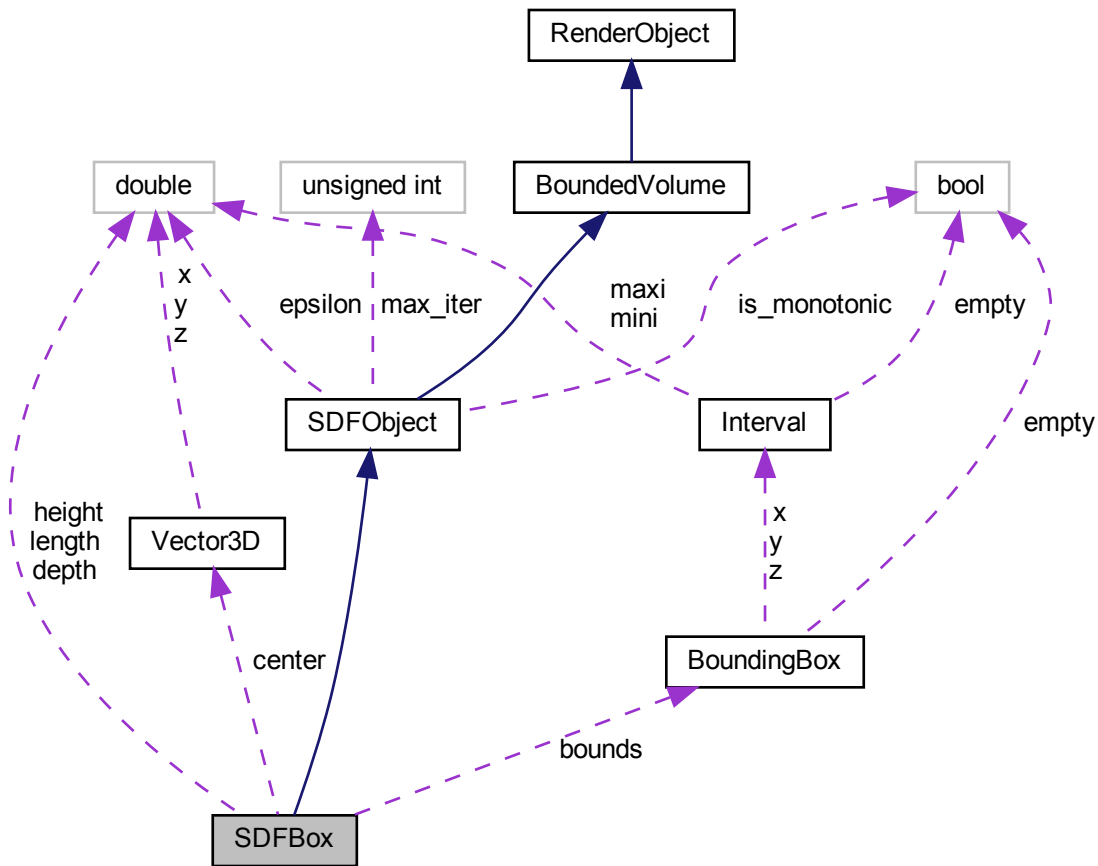 RenderObject
double
unsigned int
BoundedVolume
bool
x
y
z
epsilon
max_iter
maxi
mini
is_monotonic
empty
SDFObject
Interval
empty
height
length
depth
Vector3D
x
y
z
center
BoundingBox
bounds
SDFBox